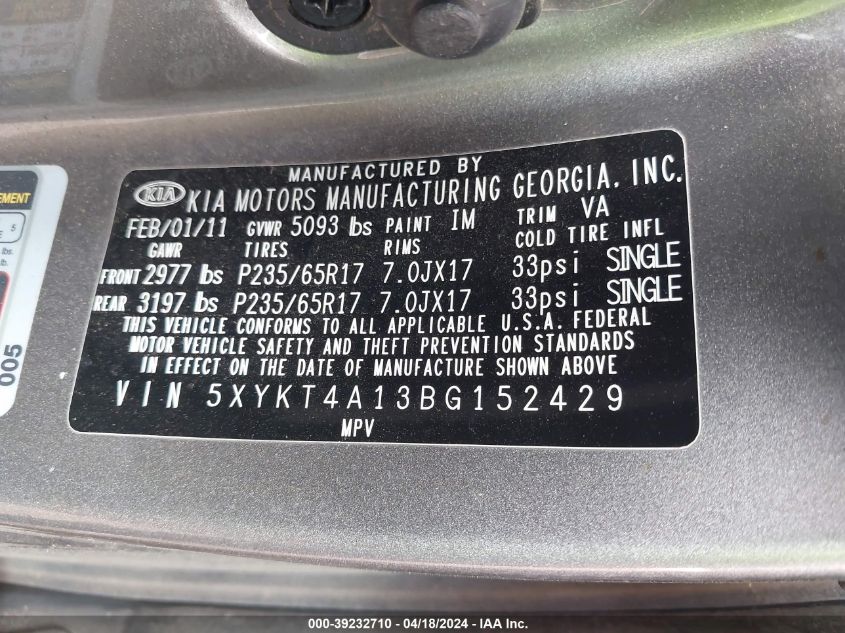 MANUFACTURED BY
KIA KIA MOTORS MANUFACTURING GEORGIA, INC.
FEB/01/11 GVWR 5093 lbs PAINT IM TRIM VA
GAWR TIRES RIMS COLD TIRE INFL
FRONT 2977 lbs P235/65R17 7.0JX17 33psi SINGLE
REAR 3197 lbs P235/65R17 7.0JX17 33psi SINGLE
THIS VEHICLE CONFORMS TO ALL APPLICABLE U.S.A. FEDERAL
MOTOR VEHICLE SAFETY AND THEFT PREVENTION STANDARDS
IN EFFECT ON THE DATE OF MANUFACTURE SHOWN ABOVE
VIN 5XYKT4A13BG152429
MPV
EMENT
5
E
lbs.
lb.
005
000-39232710 - 04/18/2024 - IAA Inc.